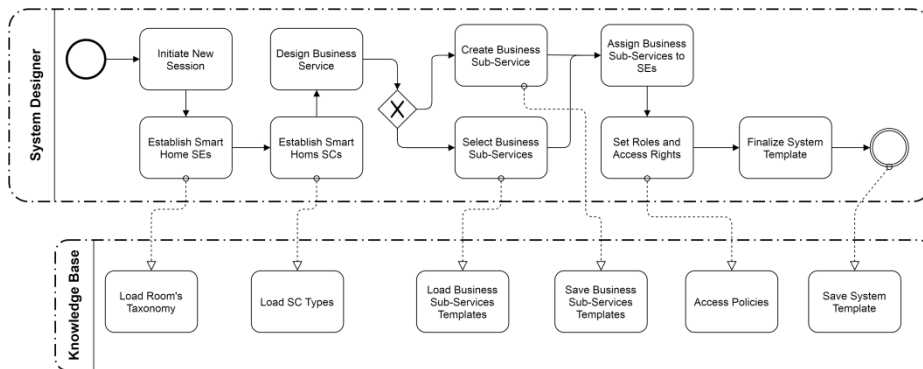 System Designer
Initiate New
Session
Design Business
Service
Create Business
Sub-Service
Assign Business
Sub-Services to
SEs
Establish Smart
Home SEs
Establish Smart
Homs SCs
Select Business
Sub-Services
Set Roles and
Access Rights
Finalize System
Template
Knowledge Base
Load Room's
Taxonomy
Load SC Types
Load Business
Sub-Services
Templates
Save Business
Sub-Services
Templates
Access Policies
Save System
Template